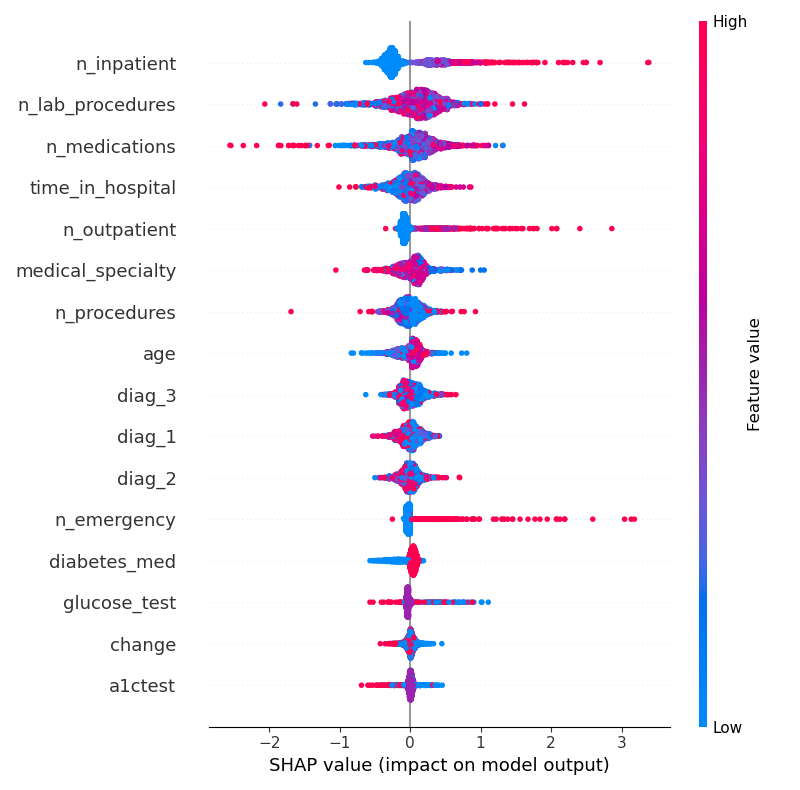 High
n_inpatient
n_lab_procedures
n_medications
time_in_hospital
n_outpatient
medical_specialty
n_procedures
age
diag_3
diag_1
diag_2
n_emergency
diabetes_med
glucose_test
change
a1ctest
Feature value
Low
−2 −1 0 1 2 3
SHAP value (impact on model output)